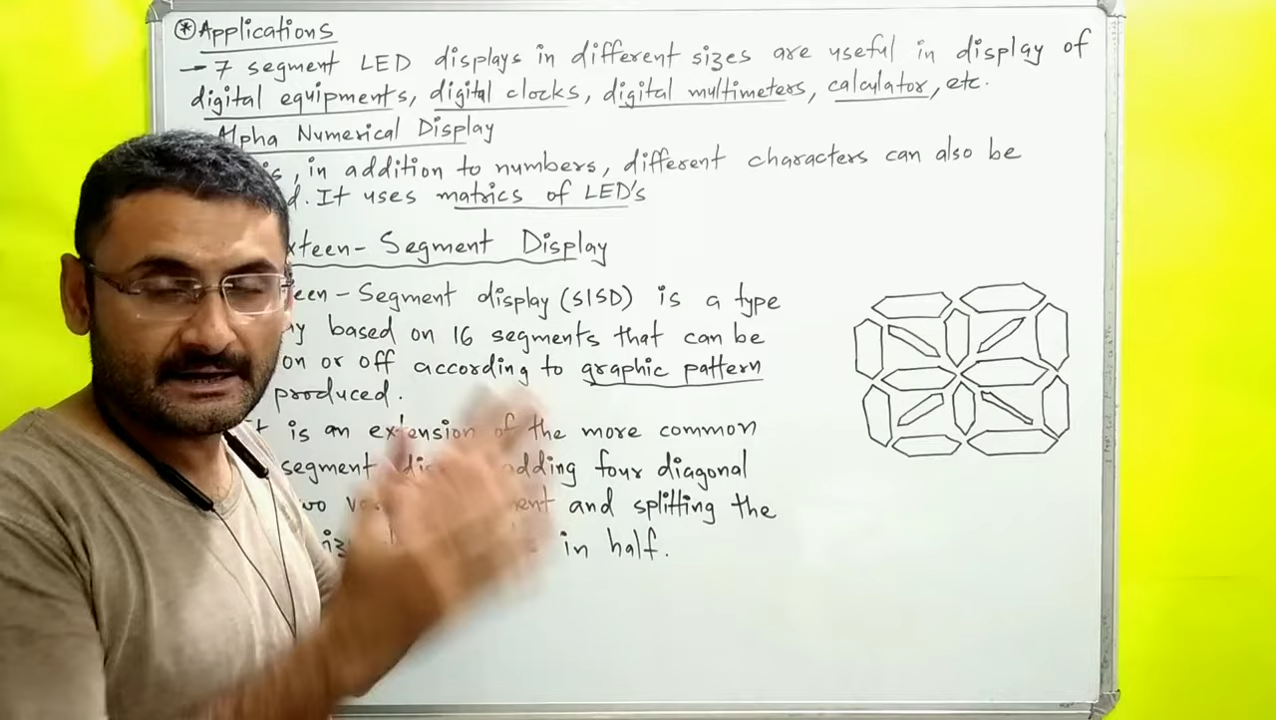 * Applications
→ 7 segment LED displays in different sizes are useful in display of
digital equipments, digital clocks, digital multimeters, calculator, etc.
Alpha Numerical Display
, in addition to numbers, different characters can also be
. It uses matrics of LED's
xteen - Segment Display
een - Segment display (SISD) is a type
based on 16 segments that can be
on or off according to graphic pattern
produced.
is an extension of the more common
segment adding four diagonal
and splitting the
in half.